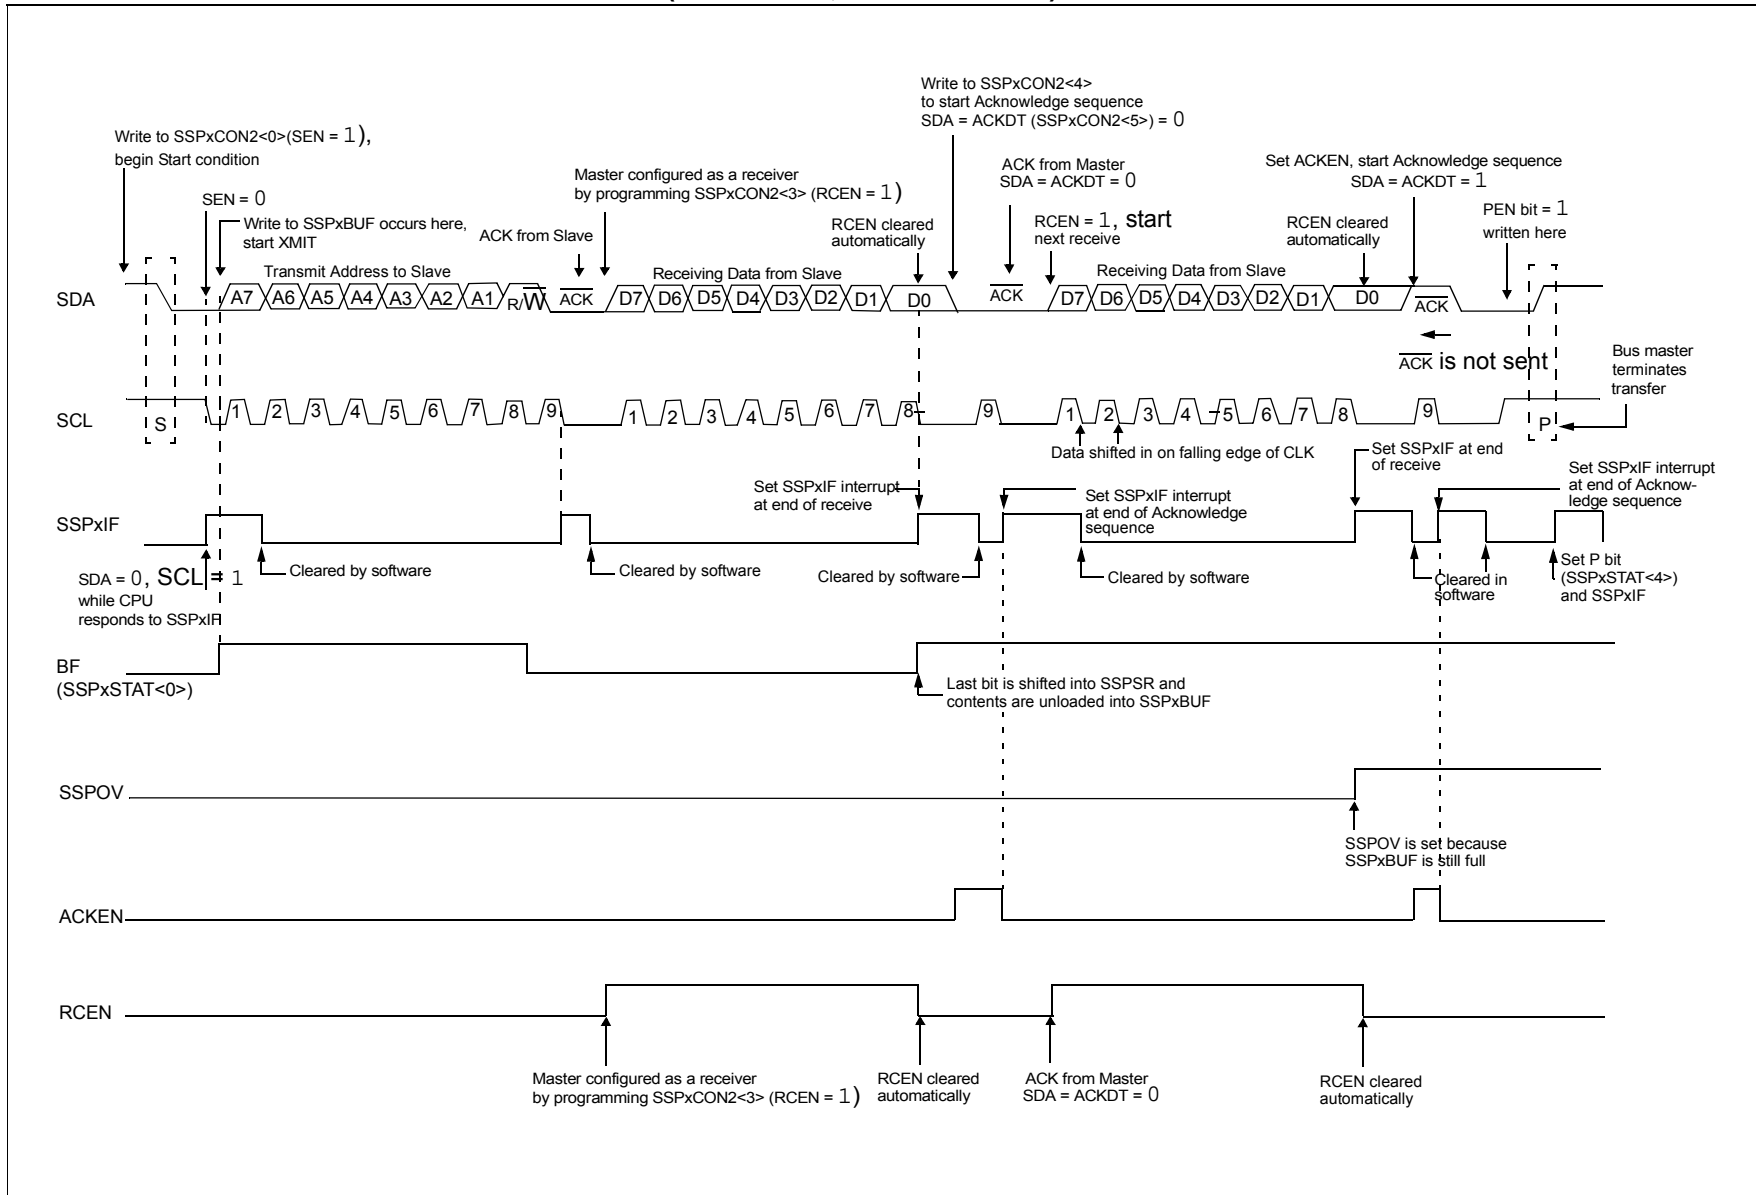 Write to SSPxCON2<4>
to start Acknowledge sequence
SDA = ACKDT (SSPxCON2<5>) = 0
Write to SSPxCON2<0>(SEN = 1),
begin Start condition
ACK from Master
SDA = ACKDT = 0
Set ACKEN, start Acknowledge sequence
SDA = ACKDT = 1
Master configured as a receiver
by programming SSPxCON2<3> (RCEN = 1)
SEN = 0
Write to SSPxBUF occurs here,
start XMIT
ACK from Slave
RCEN cleared
automatically
RCEN = 1, start
next receive
RCEN cleared
automatically
PEN bit = 1
written here
Transmit Address to Slave
Receiving Data from Slave
Receiving Data from Slave
SDA
A7 A6 A5 A4 A3 A2 A1 R/W ACK D7 D6 D5 D4 D3 D2 D1 D0 ACK D7 D6 D5 D4 D3 D2 D1 D0 ACK
ACK is not sent
Bus master
terminates
transfer
SCL
S 1 2 3 4 5 6 7 8 9 1 2 3 4 5 6 7 8 9 1 2 3 4 5 6 7 8 9 P
Data shifted in on falling edge of CLK
Set SSPxIF at end
of receive
Set SSPxIF interrupt
at end of receive
Set SSPxIF interrupt
at end of Acknowledge
sequence
Set SSPxIF interrupt
at end of Acknow-
ledge sequence
SSPxIF
Cleared by software
Cleared by software
Cleared by software
Cleared by software
Cleared in
software
Set P bit
(SSPxSTAT<4>)
and SSPxIF
SDA = 0, SCL = 1
while CPU
responds to SSPxIF
BF
(SSPxSTAT<0>)
Last bit is shifted into SSPSR and
contents are unloaded into SSPxBUF
SSPOV
SSPOV is set because
SSPxBUF is still full
ACKEN
RCEN
Master configured as a receiver
by programming SSPxCON2<3> (RCEN = 1)
RCEN cleared
automatically
ACK from Master
SDA = ACKDT = 0
RCEN cleared
automatically